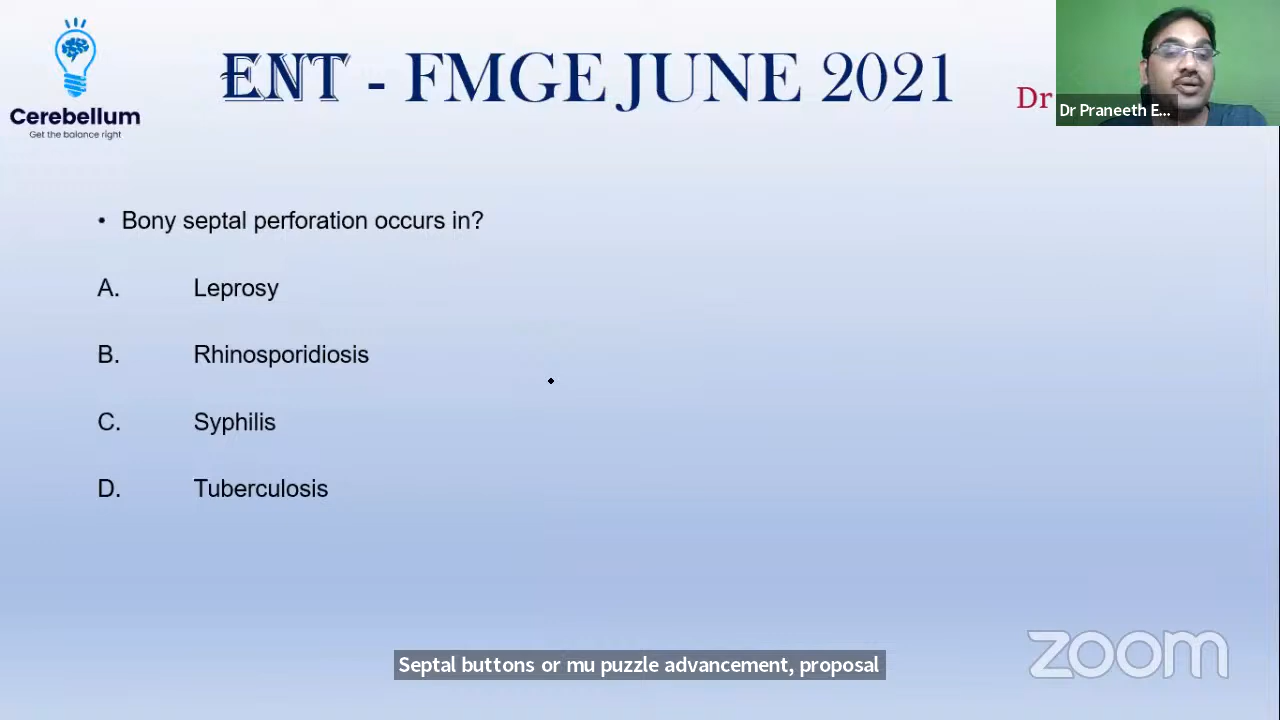 ENT - FMGE JUNE 2021
Cerebellum
Get the balance right
Dr
Dr Praneeth E...
• Bony septal perforation occurs in?
A. Leprosy
B. Rhinosporidiosis
C. Syphilis
D. Tuberculosis
Septal buttons or mu puzzle advancement, proposal
zoom